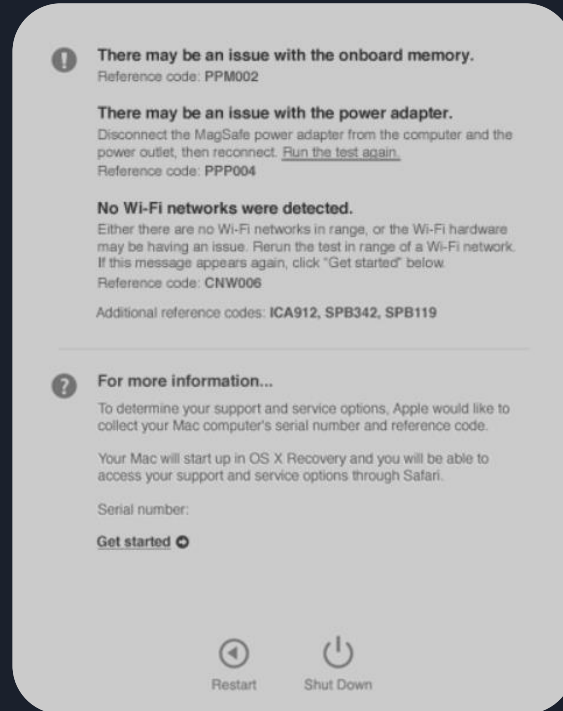 There may be an issue with the onboard memory.
Reference code: PPM002
There may be an issue with the power adapter.
Disconnect the MagSafe power adapter from the computer and the
power outlet, then reconnect. Run the test again.
Reference code: PPP004
No Wi-Fi networks were detected.
Either there are no Wi-Fi networks in range, or the Wi-Fi hardware
may be having an issue. Rerun the test in range of a Wi-Fi network.
If this message appears again, click "Get started" below.
Reference code: CNW006
Additional reference codes: ICA912, SPB342, SPB119
For more information...
To determine your support and service options, Apple would like to
collect your Mac computer's serial number and reference code.
Your Mac will start up in OS X Recovery and you will be able to
access your support and service options through Safari.
Serial number:
Get started
Restart
Shut Down